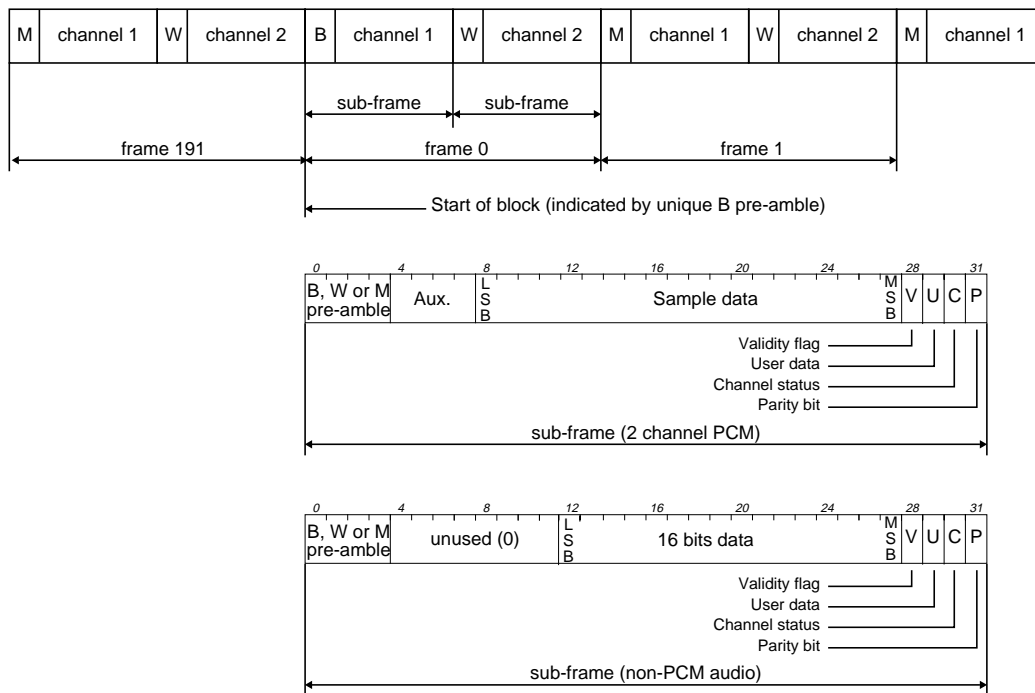 M channel 1 W channel 2 B channel 1 W channel 2 M channel 1 W channel 2 M channel 1
sub-frame sub-frame
frame 191 frame 0 frame 1
Start of block (indicated by unique B pre-amble)
0 4 8 12 16 20 24 28 31
B, W or M pre-amble Aux. LSB Sample data MSB V U C P
Validity flag
User data
Channel status
Parity bit
sub-frame (2 channel PCM)
0 4 8 12 16 20 24 28 31
B, W or M pre-amble unused (0) LSB 16 bits data MSB V U C P
Validity flag
User data
Channel status
Parity bit
sub-frame (non-PCM audio)